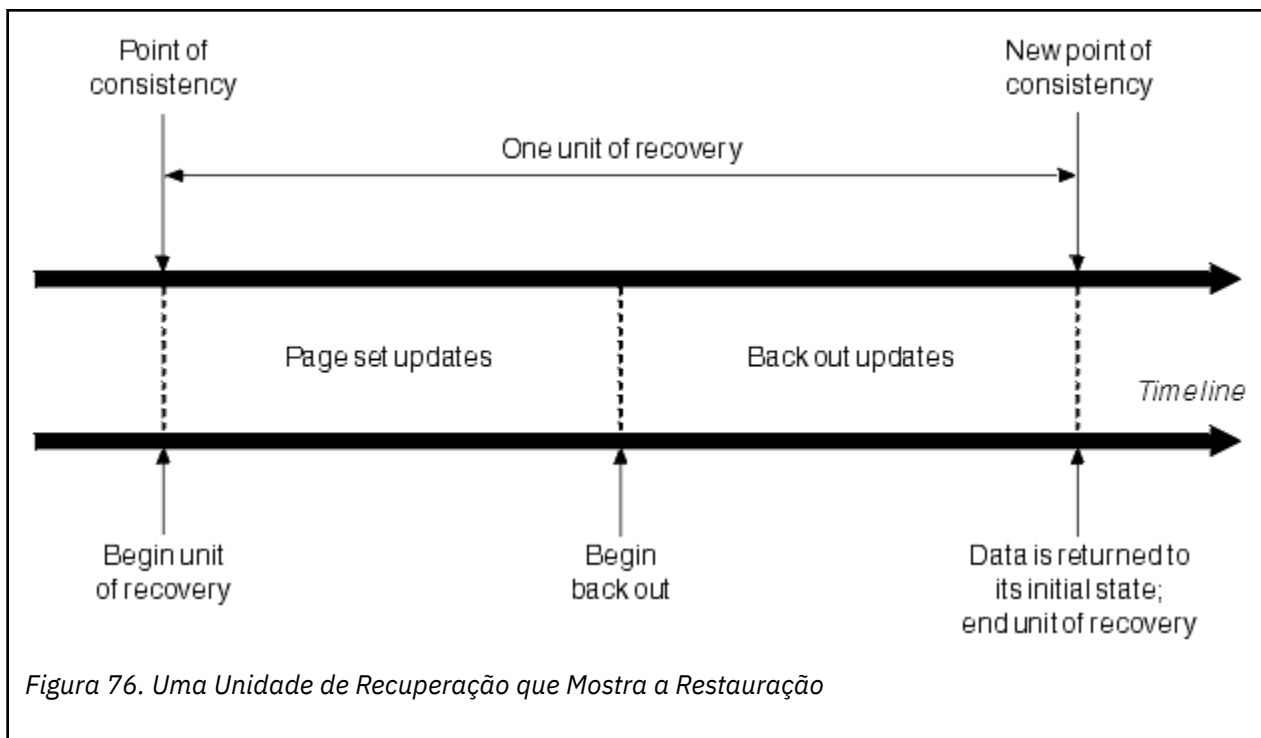 Point of
consistency
New point of
consistency
One unit of recovery
Page set updates
Back out updates
Timeline
Begin unit
of recovery
Begin
back out
Data is returned to
its initial state;
end unit of recovery
Figura 76. Uma Unidade de Recuperação que Mostra a Restauração